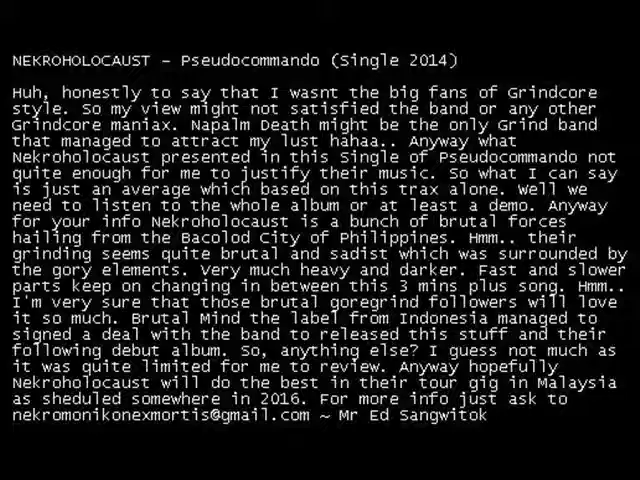 NEKROHOLOCAUST - Pseudocommando (Single 2014)
Huh, honestly to say that I wasnt the big fans of Grindcore
style. So my view might not satisfied the band or any other
Grindcore maniax. Napalm Death might be the only Grind band
that managed to attract my lust hahaa.. Anyway what
Nekroholocaust presented in this Single of Pseudocommando not
quite enough for me to justify their music. So what I can say
is just an average which based on this trax alone. Well we
need to listen to the whole album or at least a demo. Anyway
for your info Nekroholocaust is a bunch of brutal forces
hailing from the Bacolod City of Philippines. Hmm.. their
grinding seems quite brutal and sadist which was surrounded by
the gory elements. Very much heavy and darker. Fast and slower
parts keep on changing in between this 3 mins plus song. Hmm..
I'm very sure that those brutal goregrind followers will love
it so much. Brutal Mind the label from Indonesia managed to
signed a deal with the band to released this stuff and their
following debut album. So, anything else? I guess not much as
it was quite limited for me to review. Anyway hopefully
Nekroholocaust will do the best in their tour gig in Malaysia
as sheduled somewhere in 2016. For more info just ask to
nekromonikonexmortis@gmail.com ~ Mr Ed Sangwitok